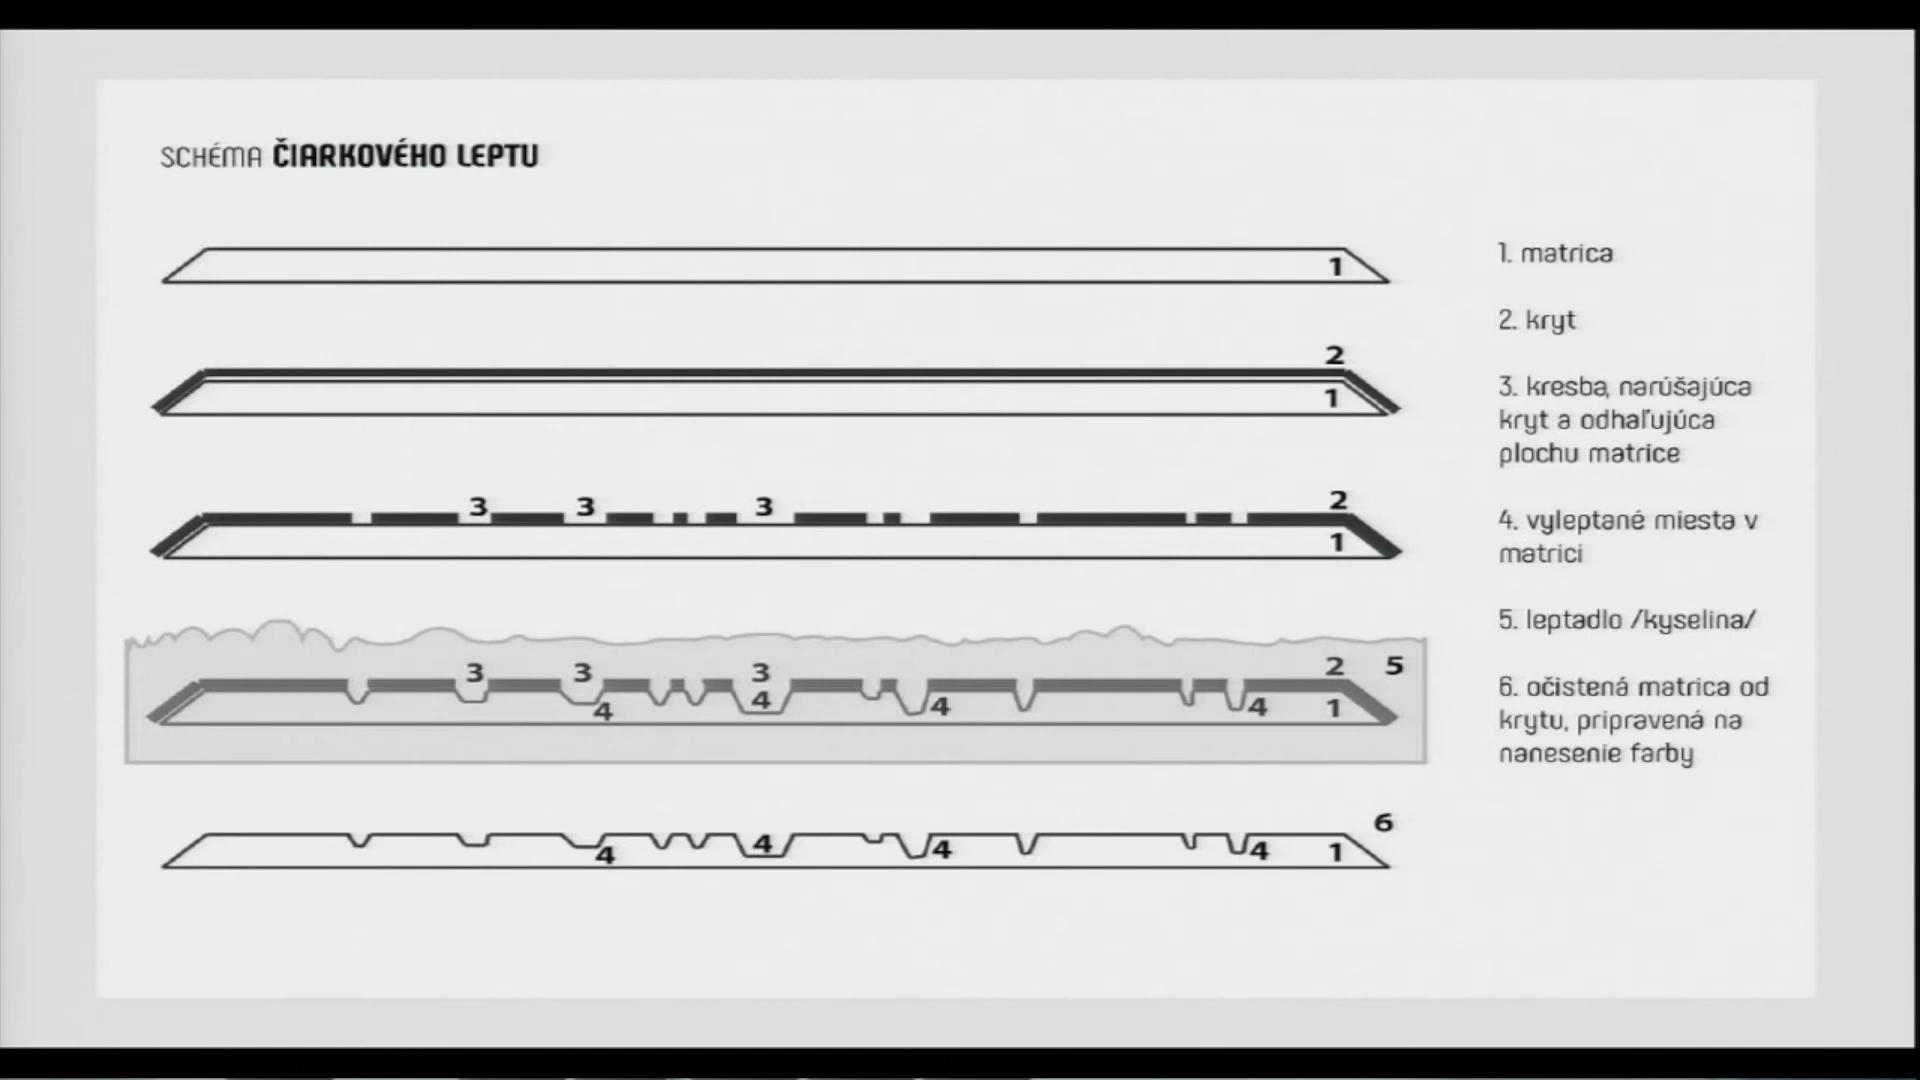 SCHÉMA ČIARKOVÉHO LEPTU
1
1. matrica
2. kryt
2
1
3. kresba, narúšajúca
kryt a odhaľujúca
plochu matrice
3 3 3 2
1
4. vyleptané miesta v
matrici
5. leptadlo /kyselina/
3 3 3 2 5
4 4 4 4 1
6. očistená matrica od
krytu, pripravená na
nanesenie farby
6
4 4 4 4 1